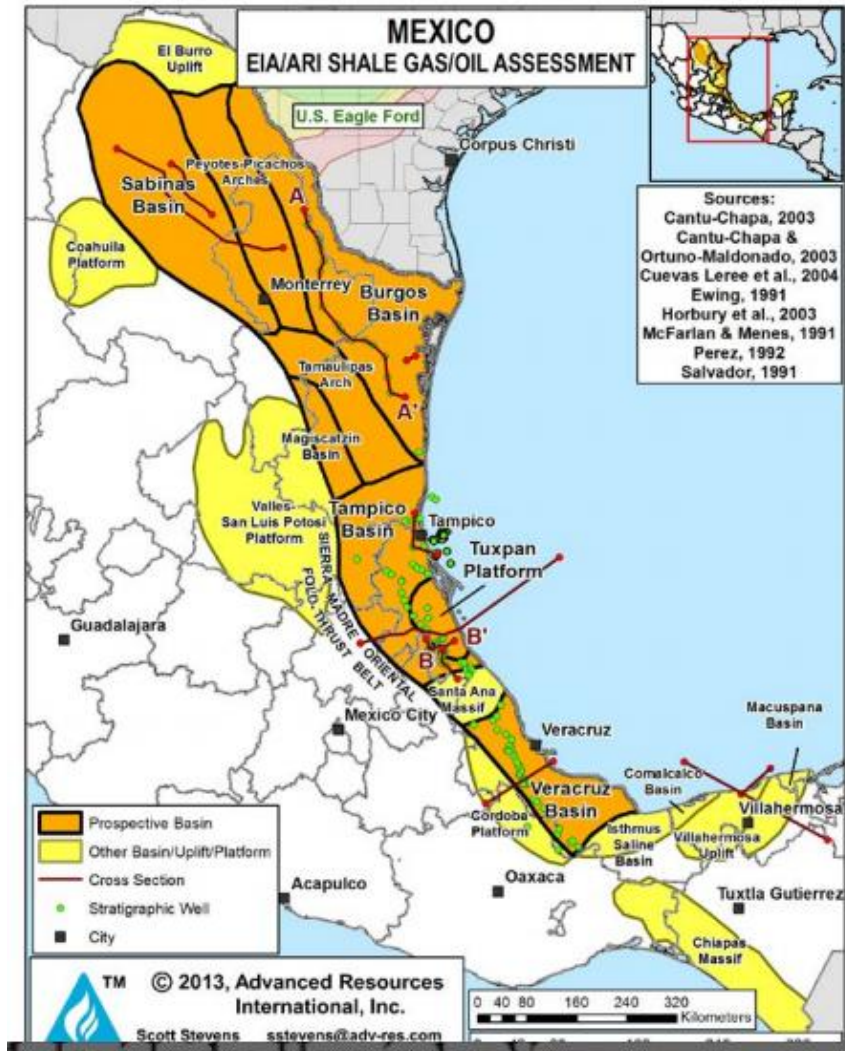 MEXICO
EIA/ARI SHALE GAS/OIL ASSESSMENT
El Burro
Uplift
U.S. Eagle Ford
Corpus Christi
Peyotes-Picachos
Arches
Sabinas
Basin
A
Sources:
Cantu-Chapa, 2003
Cantu-Chapa &
Ortuno-Maldonado, 2003
Cuevas Leree et al., 2004
Ewing, 1991
Horbury et al., 2003
McFarlan & Menes, 1991
Perez, 1992
Salvador, 1991
Coahuila
Platform
Monterrey
Burgos
Basin
Tamaulipas
Arch
A'
Magiscatzin
Basin
Valles-
San Luis Potosi
Platform
Tampico
Basin
Tampico
Tuxpan
Platform
SIERRA MADRE ORIENTAL
FOLD-THRUST BELT
Guadalajara
B
B'
Santa Ana
Massif
Mexico City
Veracruz
Macuspana
Basin
Comalcalco
Basin
Veracruz
Basin
Cordoba
Platform
Villahermosa
Isthmus
Saline
Basin
Villahermosa
Uplift
Prospective Basin
Other Basin/Uplift/Platform
Cross Section
Stratigraphic Well
City
Acapulco
Oaxaca
Tuxtla Gutierrez
Chiapas
Massif
TM
© 2013, Advanced Resources
International, Inc.
Scott Stevens sstevens@adv-res.com
0 40 80 160 240 320
Kilometers